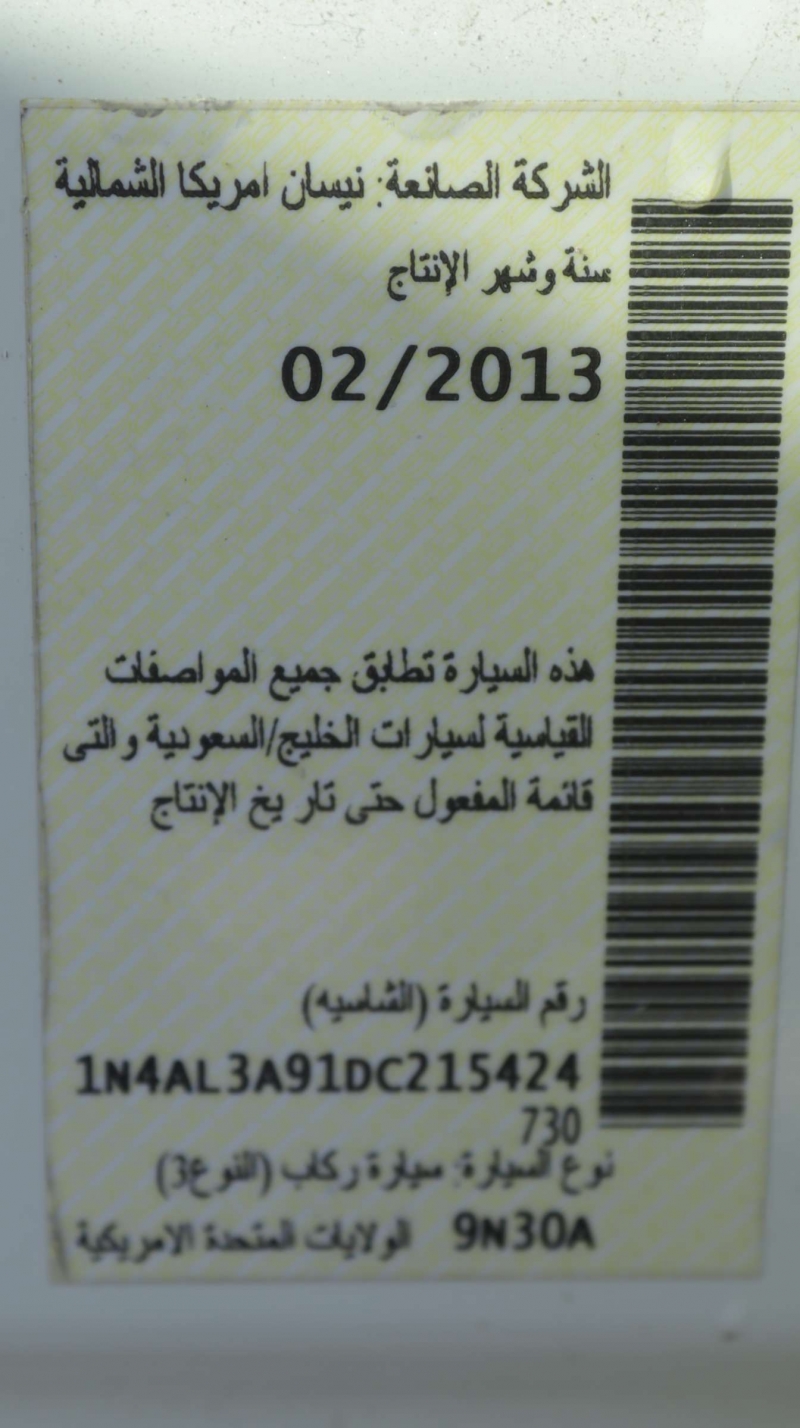 الشركة الصانعة: نيسان امريكا الشمالية
سنة وشهر الإنتاج
02/2013
هذه السيارة تطابق جميع المواصفات
القياسية لسيارات الخليج/السعودية والتى
قائمة المفعول حتى تاريخ الإنتاج
رقم السيارة (الشاسيه)
1N4AL3A91DC215424
730
نوع السيارة: سيارة ركاب (النوع3)
9N30A الولايات المتحدة الامريكية